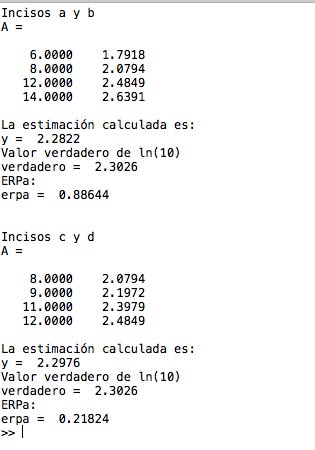 Incisos a y b
A =
6.0000 1.7918
8.0000 2.0794
12.0000 2.4849
14.0000 2.6391
La estimación calculada es:
y = 2.2822
Valor verdadero de ln(10)
verdadero = 2.3026
ERPa:
erpa = 0.88644
Incisos c y d
A =
8.0000 2.0794
9.0000 2.1972
11.0000 2.3979
12.0000 2.4849
La estimación calculada es:
y = 2.2976
Valor verdadero de ln(10)
verdadero = 2.3026
ERPa:
erpa = 0.21824
>>